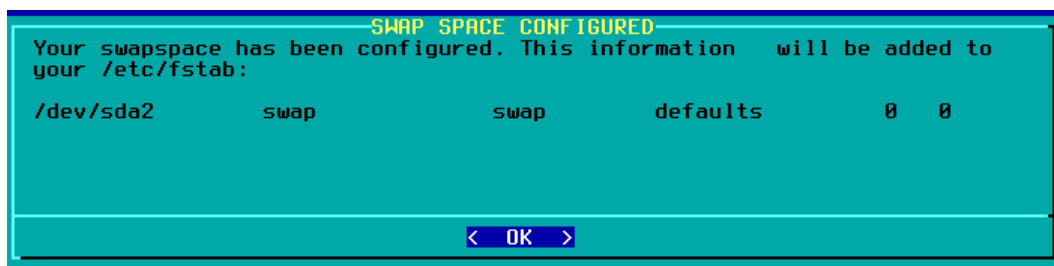 SWAP SPACE CONFIGURED
Your swapspace has been configured. This information   will be added to
your /etc/fstab:
/dev/sda2        swap             swap        defaults         0   0
< OK >